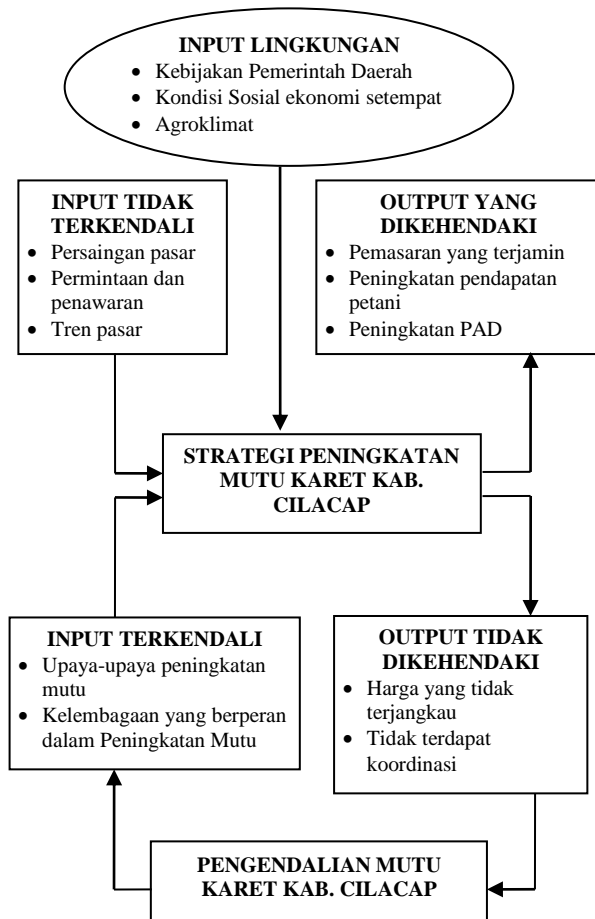 INPUT LINGKUNGAN
• Kebijakan Pemerintah Daerah
• Kondisi Sosial ekonomi setempat
• Agroklimat
INPUT TIDAK
TERKENDALI
• Persaingan pasar
• Permintaan dan
penawaran
• Tren pasar
OUTPUT YANG
DIKEHENDAKI
• Pemasaran yang terjamin
• Peningkatan pendapatan
petani
• Peningkatan PAD
STRATEGI PENINGKATAN
MUTU KARET KAB.
CILACAP
INPUT TERKENDALI
• Upaya-upaya peningkatan
mutu
• Kelembagaan yang berperan
dalam Peningkatan Mutu
OUTPUT TIDAK
DIKEHENDAKI
• Harga yang tidak
terjangkau
• Tidak terdapat
koordinasi
PENGENDALIAN MUTU
KARET KAB. CILACAP